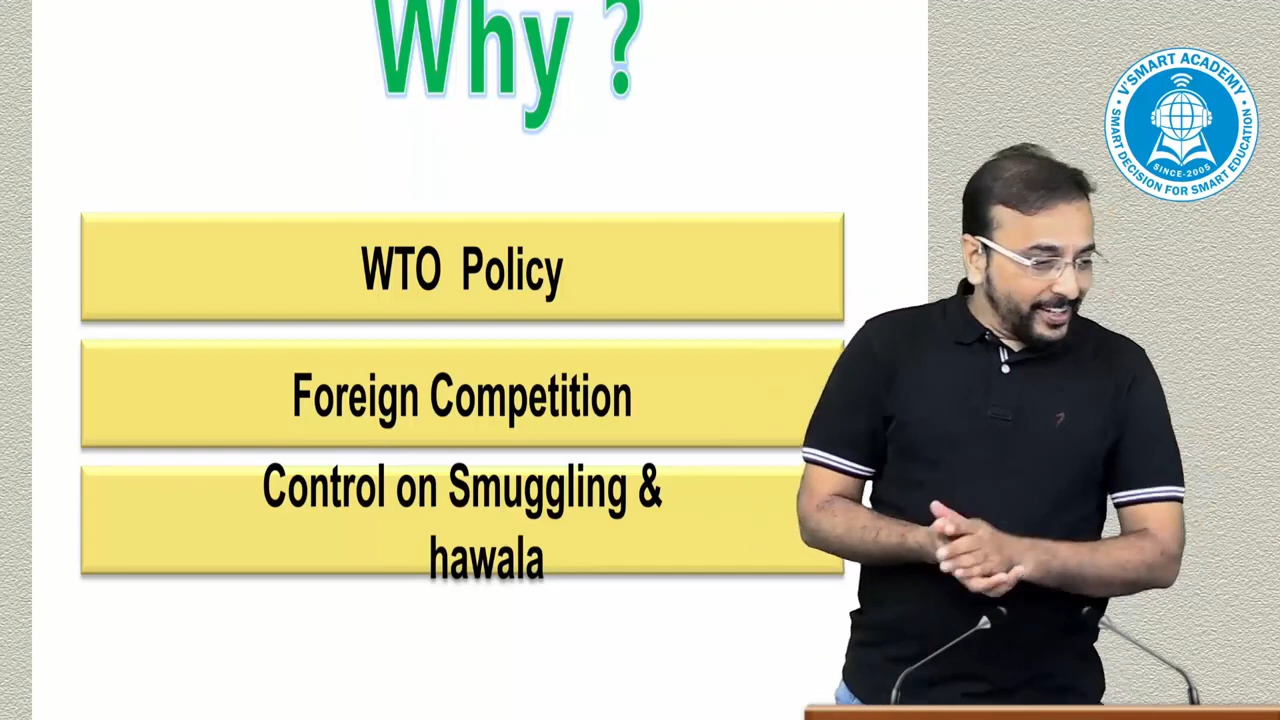 Why ?
WTO Policy
Foreign Competition
Control on Smuggling &
hawala
V'SMART ACADEMY
SINCE-2005
SMART DECISION FOR SMART EDUCATION